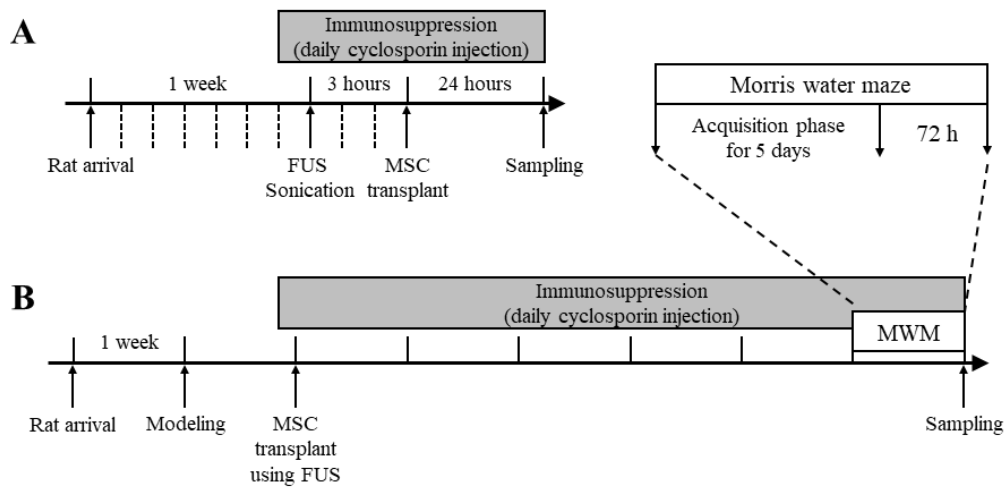 A
Immunosuppression
(daily cyclosporin injection)
1 week
3 hours
24 hours
Rat arrival
FUS
Sonication
MSC
transplant
Sampling
Morris water maze
Acquisition phase
for 5 days
72 h
B
Immunosuppression
(daily cyclosporin injection)
MWM
1 week
Rat arrival
Modeling
MSC
transplant
using FUS
Sampling